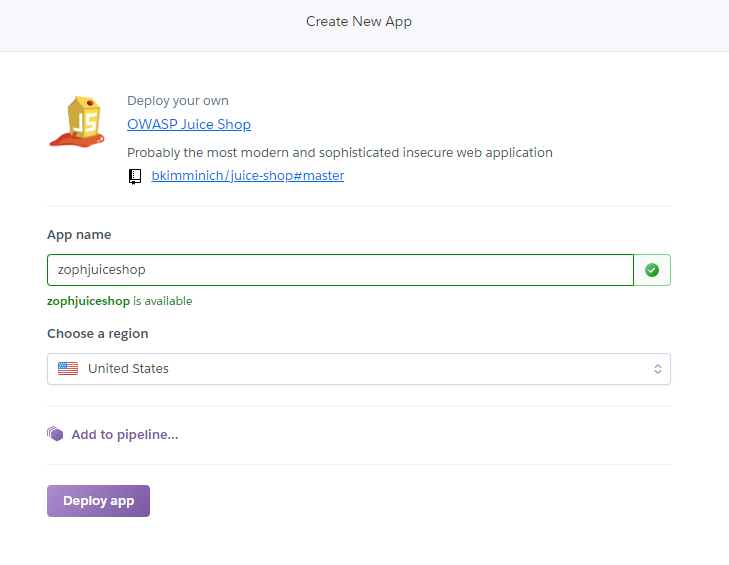 Create New App
JS
Deploy your own
OWASP Juice Shop
Probably the most modern and sophisticated insecure web application
bkimminich/juice-shop#master
App name
zophjuiceshop
zophjuiceshop is available
Choose a region
United States
Add to pipeline...
Deploy app